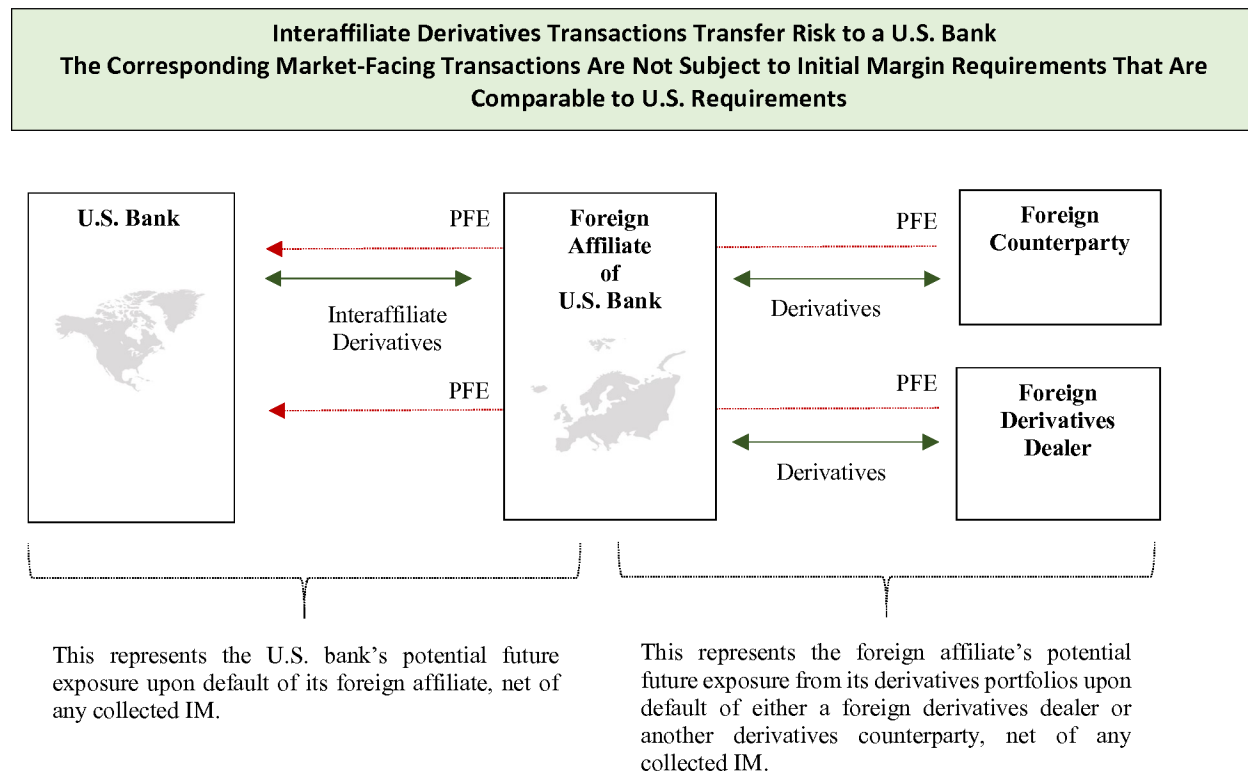 Interaffiliate Derivatives Transactions Transfer Risk to a U.S. Bank
The Corresponding Market-Facing Transactions Are Not Subject to Initial Margin Requirements That Are
Comparable to U.S. Requirements
U.S. Bank
PFE
Interaffiliate
Derivatives
PFE
Foreign
Affiliate
of
U.S. Bank
PFE
Derivatives
PFE
Derivatives
Foreign
Counterparty
Foreign
Derivatives
Dealer
This represents the U.S. bank’s potential future
exposure upon default of its foreign affiliate, net of
any collected IM.
This represents the foreign affiliate’s potential
future exposure from its derivatives portfolios upon
default of either a foreign derivatives dealer or
another derivatives counterparty, net of any
collected IM.